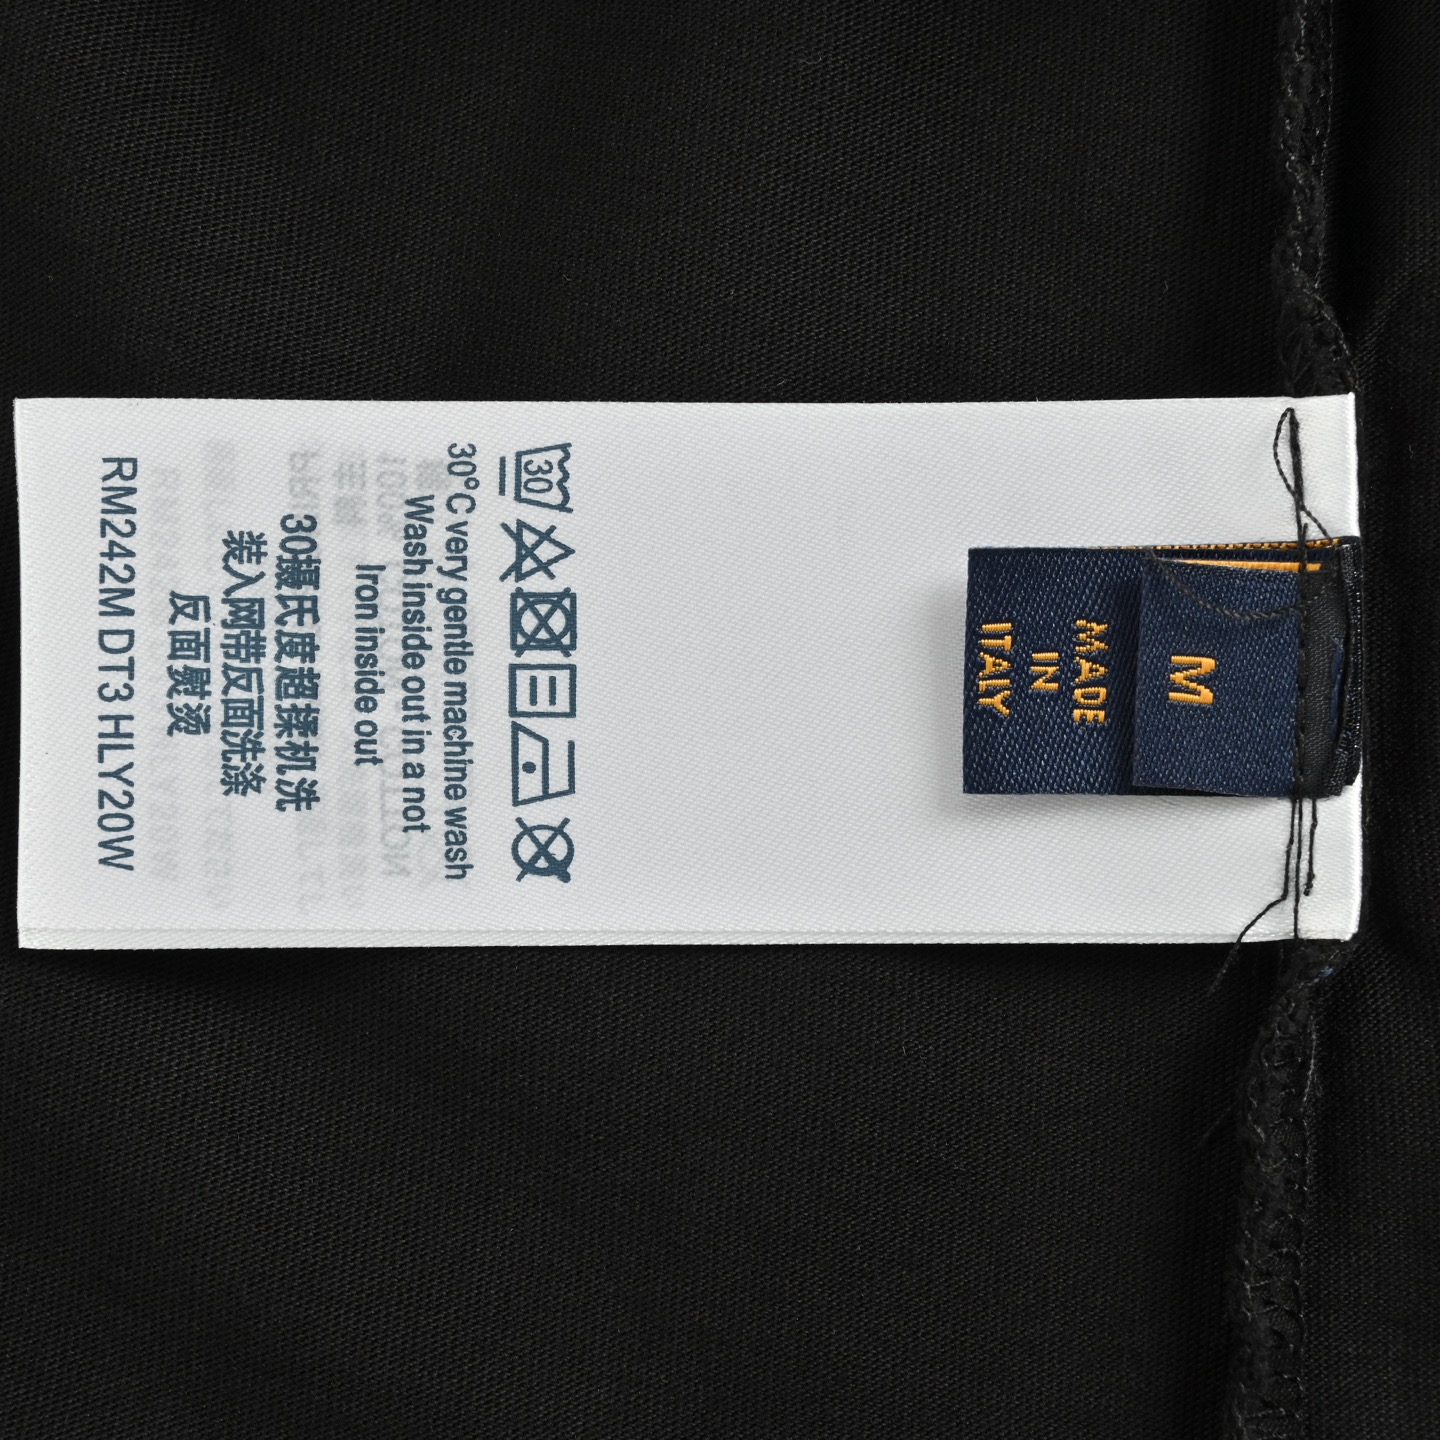 M
MADE
IN
ITALY
30
30°C very gentle machine wash
Wash inside out in a not
Iron inside out
30摄氏度超揉机洗
装入网带反面洗涤
反面熨烫
RM242M DT3 HLY20W